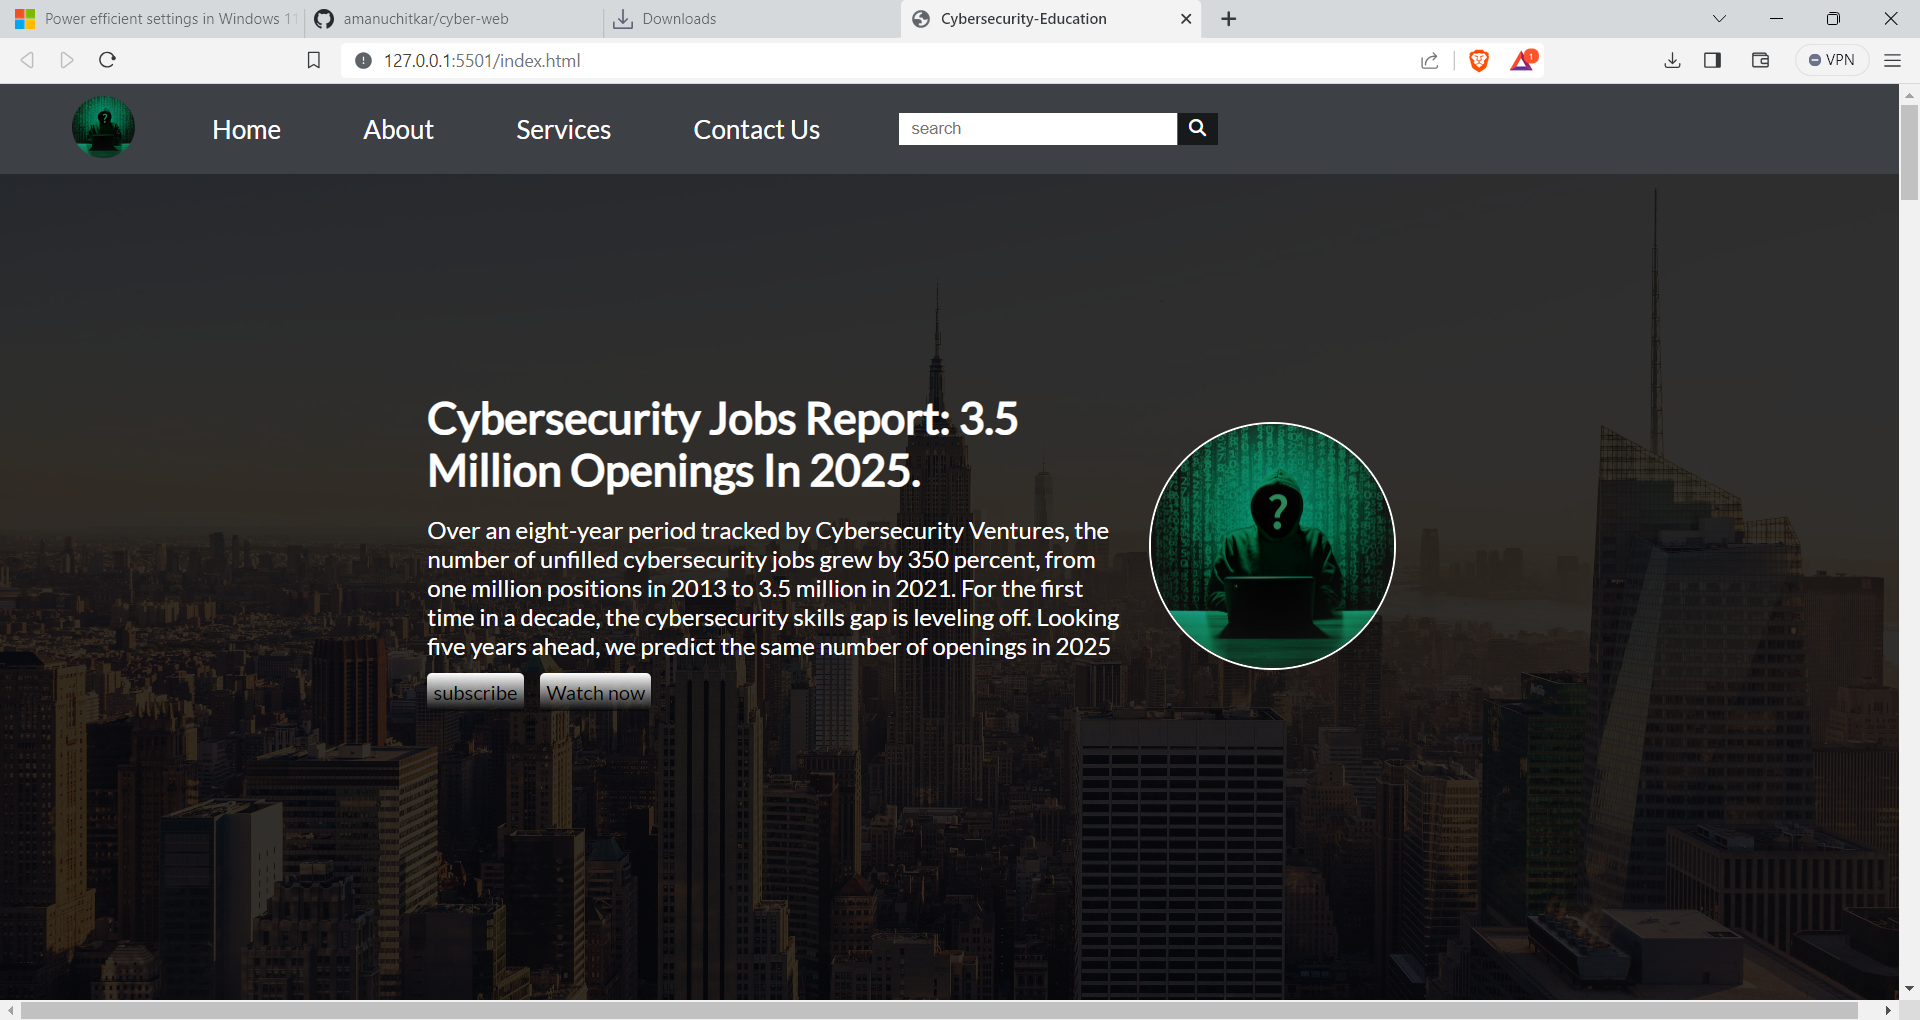 Power efficient settings in Windows 11
amanuchitkar/cyber-web
Downloads
Cybersecurity-Education
127.0.0.1:5501/index.html
1
VPN
?
Home
About
Services
Contact Us
search
Cybersecurity Jobs Report: 3.5
Million Openings In 2025.
Over an eight-year period tracked by Cybersecurity Ventures, the
number of unfilled cybersecurity jobs grew by 350 percent, from
one million positions in 2013 to 3.5 million in 2021. For the first
time in a decade, the cybersecurity skills gap is leveling off. Looking
five years ahead, we predict the same number of openings in 2025
subscribe
Watch now
?